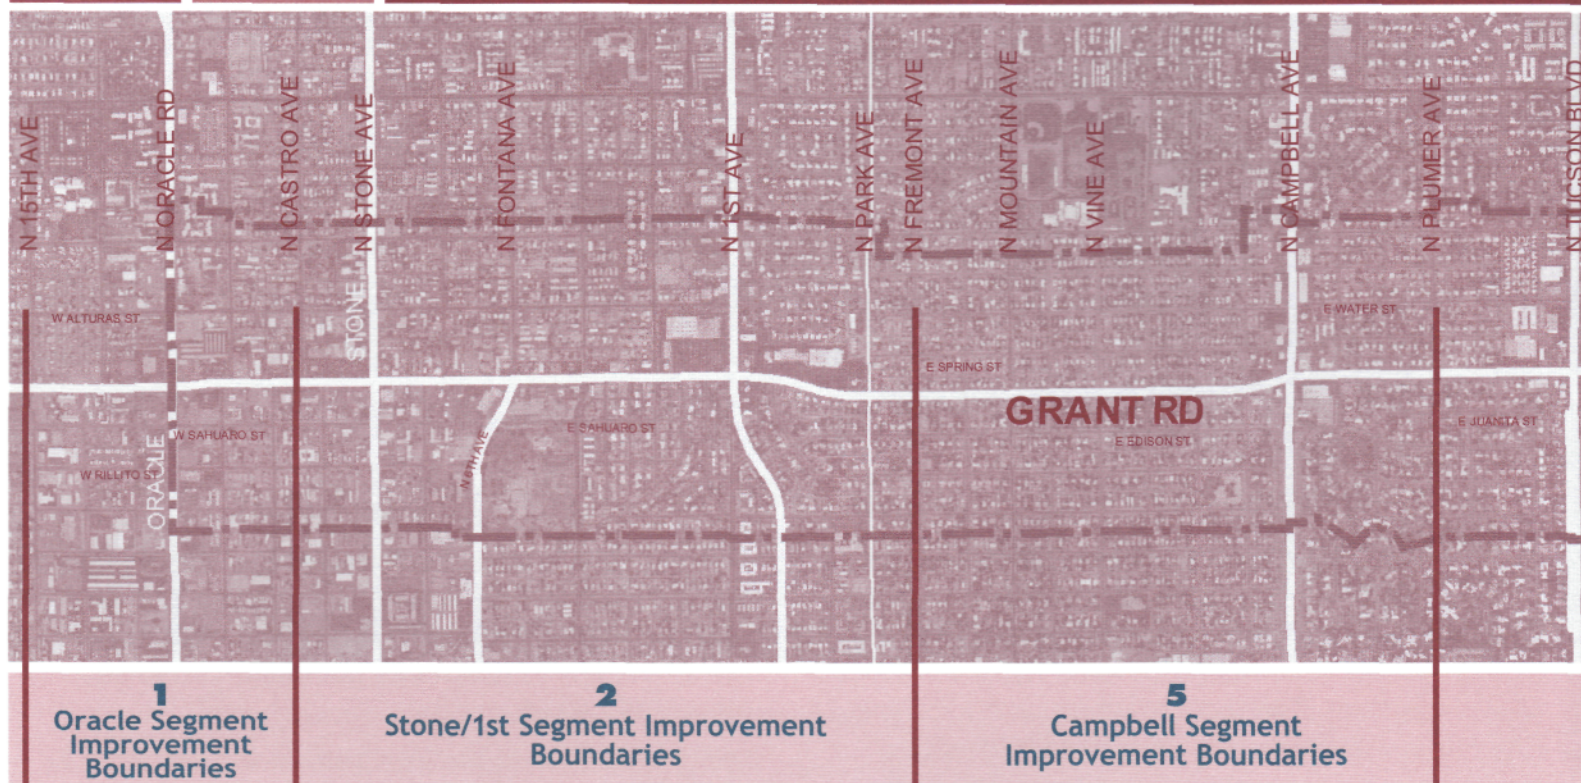 N 15TH AVE
N ORACLE RD
N CASTRO AVE
N STONE AVE
N FONTANA AVE
N 1ST AVE
N PARK AVE
N FREMONT AVE
N MOUNTAIN AVE
N VINE AVE
N CAMPBELL AVE
N PLUMER AVE
N TUCSON BLVD
W ALTURAS ST
STONE
E WATER ST
E SPRING ST
GRANT RD
ORACLE
W SAHUARO ST
E SAHUARO ST
E EDISON ST
E JUANITA ST
W RILLITO ST
N 6TH AVE
1
Oracle Segment
Improvement
Boundaries
2
Stone/1st Segment Improvement
Boundaries
5
Campbell Segment
Improvement Boundaries